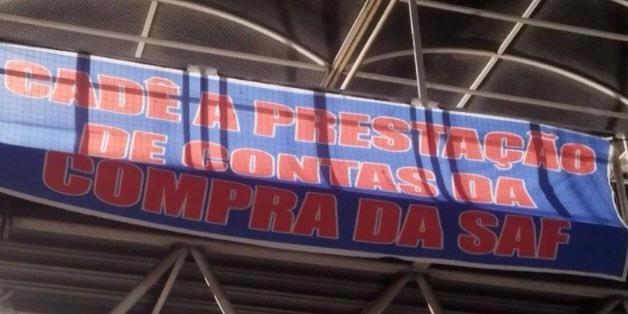 CADÊ A PRESTAÇÃO
DE CONTAS DA
COMPRA DA SAF